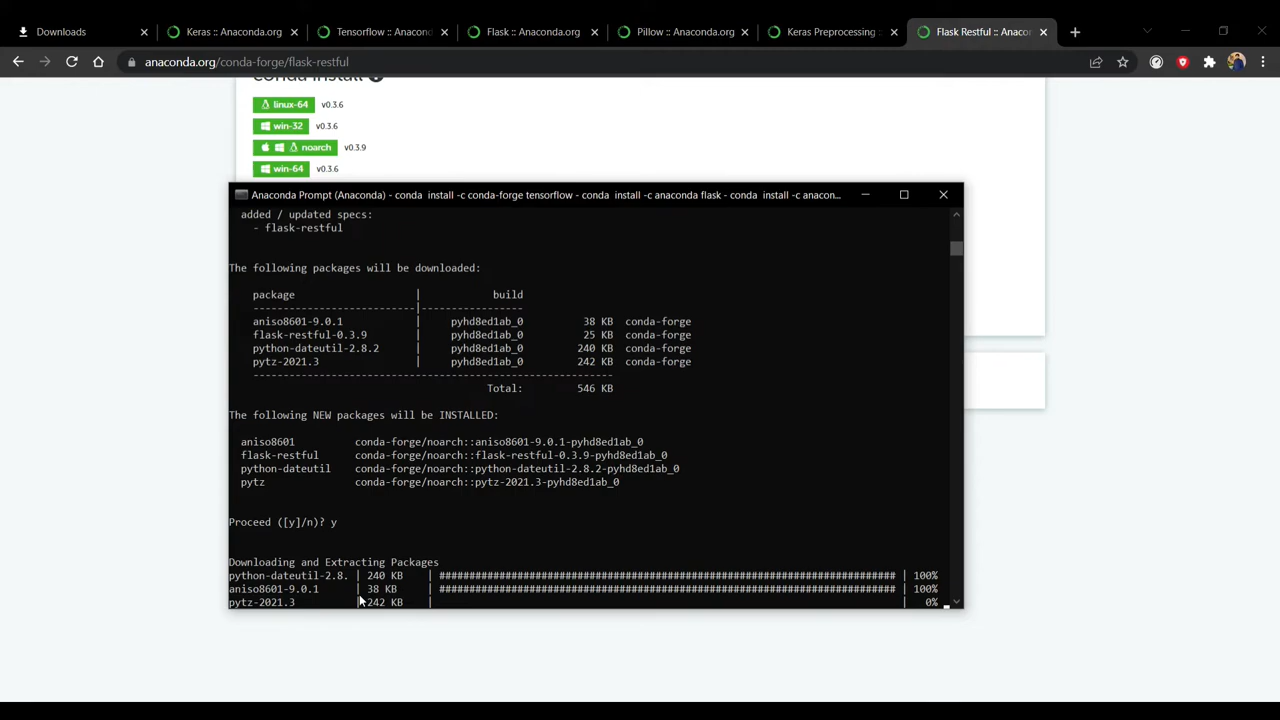 Downloads
Keras :: Anaconda.org
Tensorflow :: Anacond
Flask :: Anaconda.org
Pillow :: Anaconda.org
Keras Preprocessing ::
Flask Restful :: Anacon
anaconda.org/conda-forge/flask-restful
conda install
linux-64 v0.3.6
win-32 v0.3.6
noarch v0.3.9
win-64 v0.3.6
Anaconda Prompt (Anaconda) - conda install -c conda-forge tensorflow - conda install -c anaconda flask - conda install -c anacon...
added / updated specs:
- flask-restful
The following packages will be downloaded:
package | build
---------------------------|-----------------
aniso8601-9.0.1 | pyhd8ed1ab_0 38 KB conda-forge
flask-restful-0.3.9 | pyhd8ed1ab_0 25 KB conda-forge
python-dateutil-2.8.2 | pyhd8ed1ab_0 240 KB conda-forge
pytz-2021.3 | pyhd8ed1ab_0 242 KB conda-forge
------------------------------------------------------------
Total: 546 KB
The following NEW packages will be INSTALLED:
aniso8601 conda-forge/noarch::aniso8601-9.0.1-pyhd8ed1ab_0
flask-restful conda-forge/noarch::flask-restful-0.3.9-pyhd8ed1ab_0
python-dateutil conda-forge/noarch::python-dateutil-2.8.2-pyhd8ed1ab_0
pytz conda-forge/noarch::pytz-2021.3-pyhd8ed1ab_0
Proceed ([y]/n)? y
Downloading and Extracting Packages
python-dateutil-2.8. | 240 KB | ############################################################################ | 100%
aniso8601-9.0.1 | 38 KB | ############################################################################ | 100%
pytz-2021.3 | 242 KB | | 0%